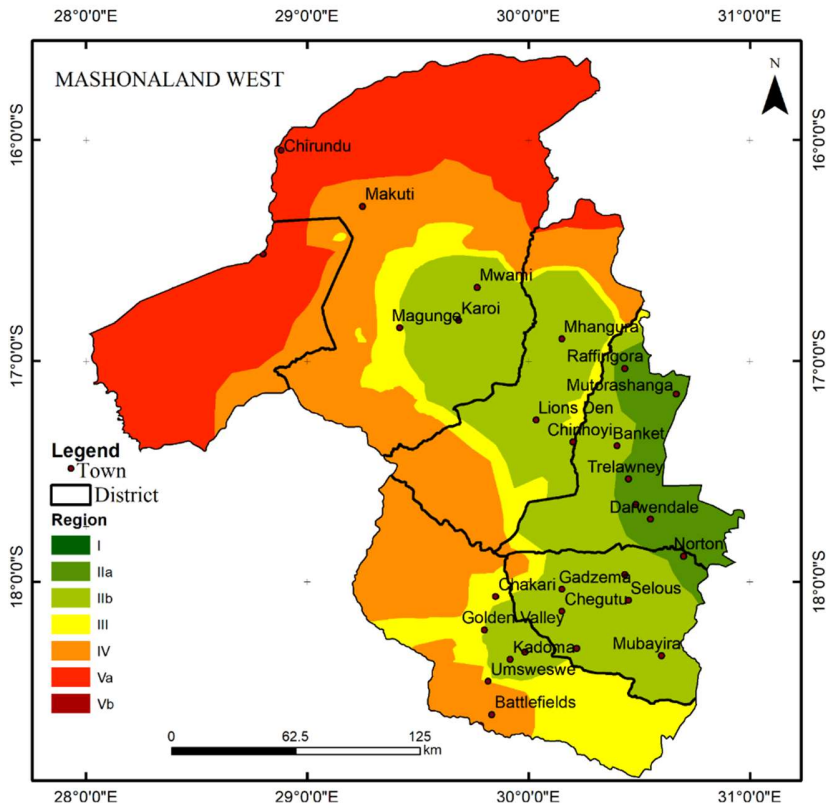 28°0'0"E 29°0'0"E 30°0'0"E 31°0'0"E
MASHONALAND WEST
N
16°0'0"S 16°0'0"S
Chirundu
Makuti
Mwami
Karoi
Magunge
Mhangura
Raffingora
17°0'0"S 17°0'0"S
Mutorashanga
Lions Den
Chinhoyi
Banket
Trelawney
Darwendale
Norton
18°0'0"S 18°0'0"S
Chakari
Gadzema
Selous
Chegutu
Golden Valley
Kadoma
Mubayira
Umsweswe
Battlefields
Legend
Town
District
Region
I
IIa
IIb
III
IV
Va
Vb
0 62.5 125
km
28°0'0"E 29°0'0"E 30°0'0"E 31°0'0"E